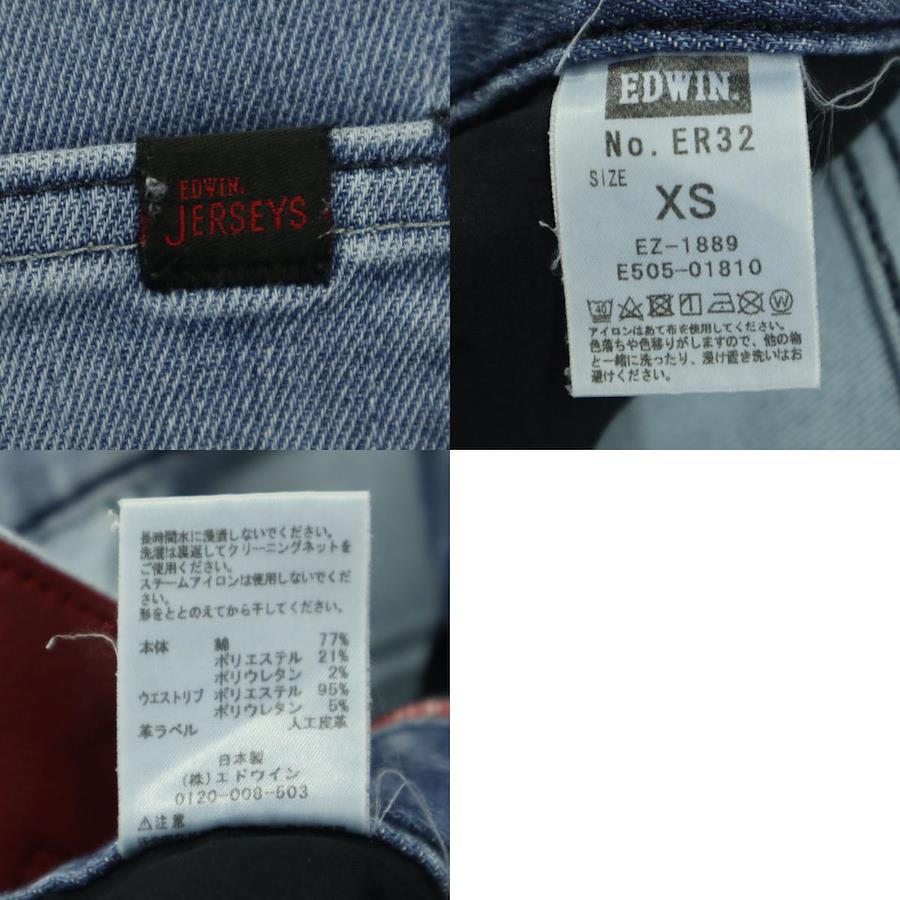 EDWIN.
JERSEYS
EDWIN.
No. ER32
SIZE
XS
EZ-1889
E505-01810
40
W
アイロンはあて布を使用してください。
色落ちや色移りがしますので、他の物
と一緒に洗ったり、浸け置き洗いはお
避けください。
長時間水に浸漬しないでください。
洗濯は裏返してクリーニングネットを
ご使用ください。
スチームアイロンは使用しないでくだ
さい。
形をととのえてから干してください。
本体 綿 77%
ポリエステル 21%
ポリウレタン 2%
ウエストリブ ポリエステル 95%
ポリウレタン 5%
革ラベル 人工皮革
日本製
(株)エドウイン
0120-008-503
⚠注意